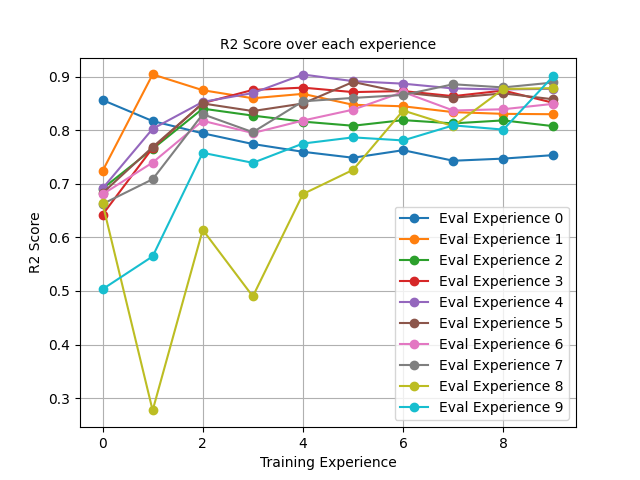 R2 Score over each experience
R2 Score
0.9
0.8
0.7
0.6
0.5
0.4
0.3
0 2 4 6 8
Training Experience
Eval Experience 0
Eval Experience 1
Eval Experience 2
Eval Experience 3
Eval Experience 4
Eval Experience 5
Eval Experience 6
Eval Experience 7
Eval Experience 8
Eval Experience 9